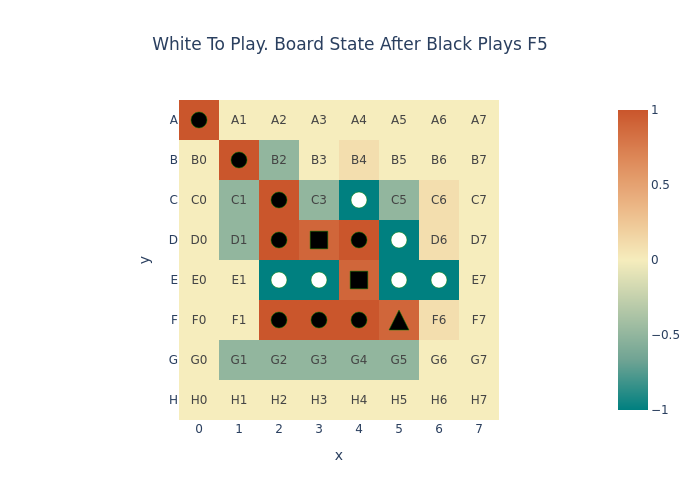 White To Play. Board State After Black Plays F5
A A1 A2 A3 A4 A5 A6 A7
B B0 B2 B3 B4 B5 B6 B7
C C0 C1 C3 C5 C6 C7
D D0 D1 D6 D7
E E0 E1 E7
F F0 F1 F6 F7
G G0 G1 G2 G3 G4 G5 G6 G7
H H0 H1 H2 H3 H4 H5 H6 H7
0 1 2 3 4 5 6 7
x
y
1
0.5
0
−0.5
−1